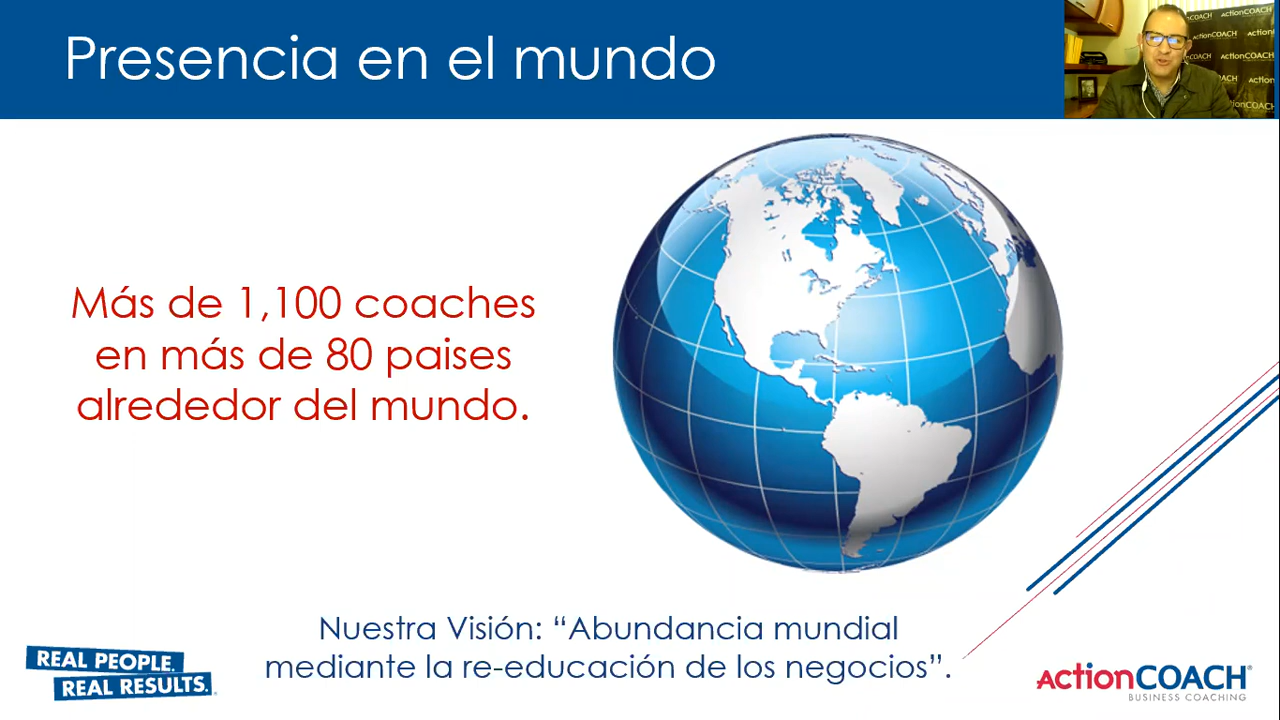 Presencia en el mundo
Más de 1,100 coaches
en más de 80 paises
alrededor del mundo.
Nuestra Visión: “Abundancia mundial
mediante la re-educación de los negocios”.
REAL PEOPLE.
REAL RESULTS.
ActionCOACH®
BUSINESS COACHING